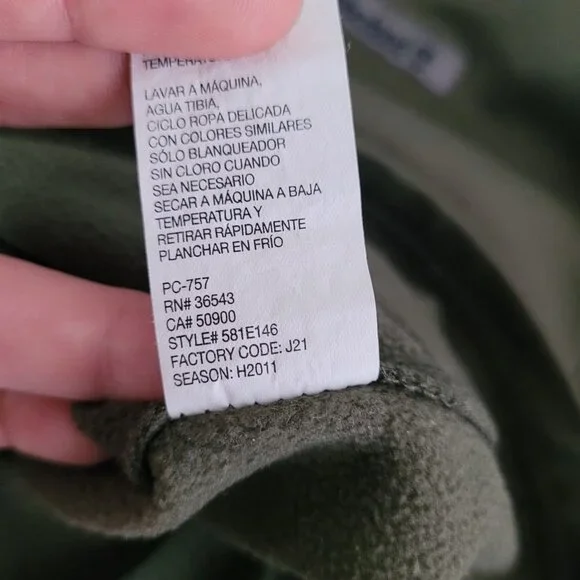 TEMPERATU
LAVAR A MÁQUINA,
AGUA TIBIA,
CICLO ROPA DELICADA
CON COLORES SIMILARES
SÓLO BLANQUEADOR
SIN CLORO CUANDO
SEA NECESARIO
SECAR A MÁQUINA A BAJA
TEMPERATURA Y
RETIRAR RÁPIDAMENTE
PLANCHAR EN FRÍO
PC-757
RN# 36543
CA# 50900
STYLE# 581E146
FACTORY CODE: J21
SEASON: H2011